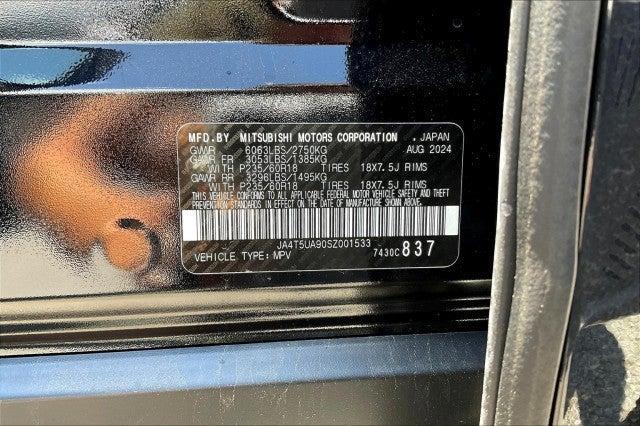 MFD.BY MITSUBISHI MOTORS CORPORATION , JAPAN
GVWR 6063LBS/2750KG AUG 2024
GAWR FR 3053LBS/1385KG
WITH P235/60R18 TIRES 18X7.5J RIMS
GAWR RR 3296LBS/1495KG
WITH P235/60R18 TIRES 18X7.5J RIMS
THIS VEHICLE CONFORMS TO ALL APPLICABLE FEDERAL MOTOR VEHICLE
SAFETY STANDARDS IN EFFECT ON THE DATE OF MANUFACTURE SHOWN ABOVE.
JA4T5UA90SZ001533
VEHICLE TYPE: MPV 7430C 837